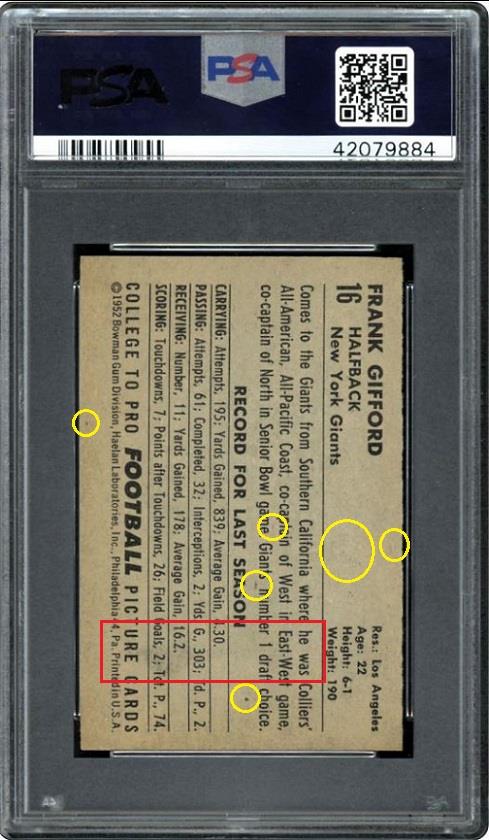 PSA
PSA
42079884
FRANK GIFFORD
16 HALFBACK
New York Giants
Res.: Los Angeles
Age: 22
Height: 6-1
Weight: 190
Comes to the Giants from Southern California where he was Colliers'
All-American, All-Pacific Coast, co-captain of West in East-West game,
co-captain of North in Senior Bowl game. Giants number 1 draft choice.
RECORD FOR LAST SEASON
CARRYING: Attempts, 195; Yards Gained, 839; Average Gain, 4.30.
PASSING: Attempts, 61; Completed, 32; Interceptions, 2; Yds G., 303; Td. P., 2.
RECEIVING: Number, 11; Yards Gained, 178; Average Gain, 16.2.
SCORING: Touchdowns, 7; Points after Touchdowns, 26; Field Goals, 2; Td. P., 74.
COLLEGE TO PRO FOOTBALL PICTURE CARDS
©1952 Bowman Gum Division, Haelan Laboratories, Inc., Philadelphia 4, Pa. Printed in U.S.A.